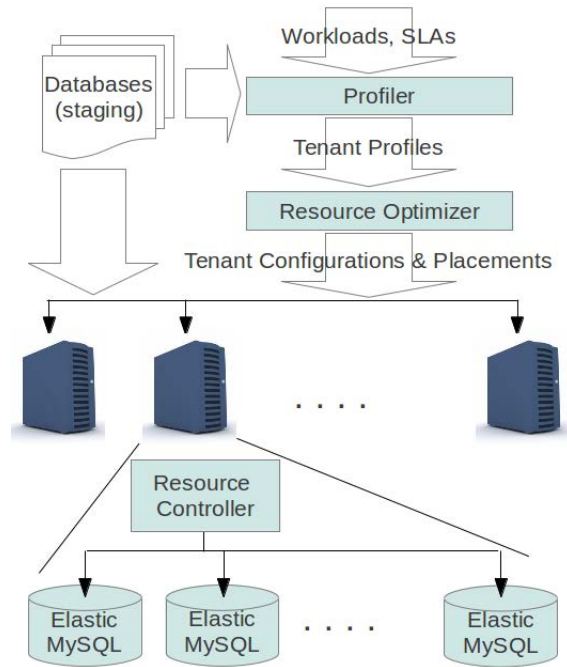 Workloads, SLAs
Databases
(staging)
Profiler
Tenant Profiles
Resource Optimizer
Tenant Configurations & Placements
. . . .
Resource
Controller
Elastic
MySQL
Elastic
MySQL
. . . .
Elastic
MySQL